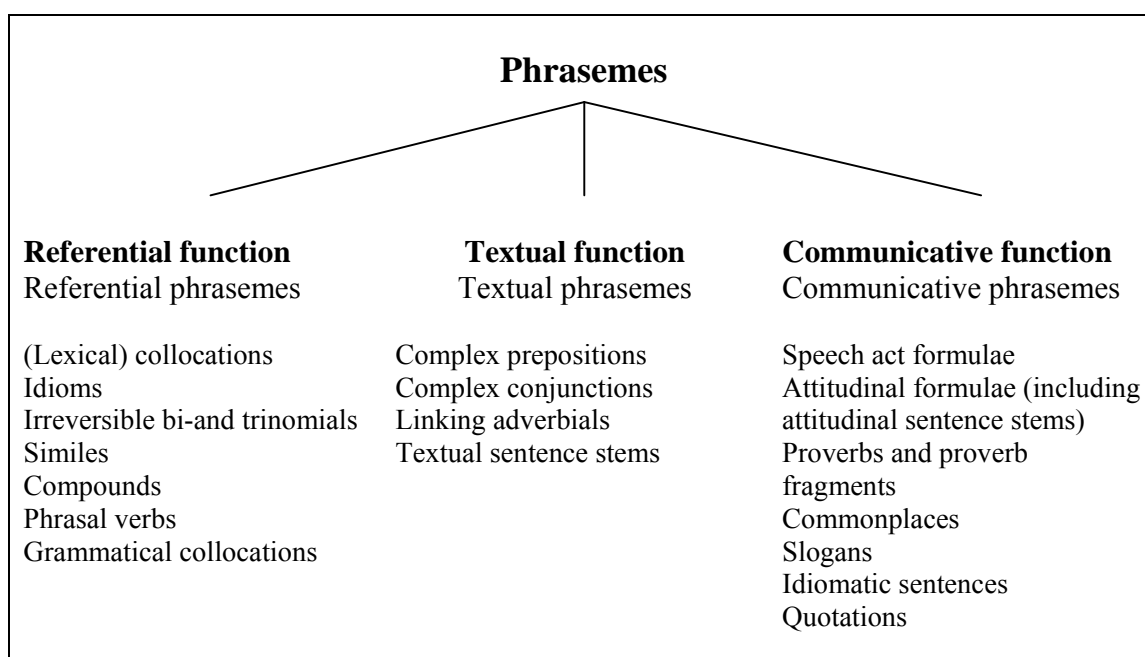 Phrasemes
Referential function
Referential phrasemes
(Lexical) collocations
Idioms
Irreversible bi-and trinomials
Similes
Compounds
Phrasal verbs
Grammatical collocations
Textual function
Textual phrasemes
Complex prepositions
Complex conjunctions
Linking adverbials
Textual sentence stems
Communicative function
Communicative phrasemes
Speech act formulae
Attitudinal formulae (including
attitudinal sentence stems)
Proverbs and proverb
fragments
Commonplaces
Slogans
Idiomatic sentences
Quotations